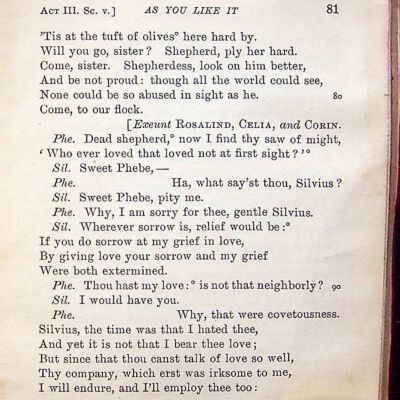 Act III. Sc. v.] AS YOU LIKE IT 81
'Tis at the tuft of olives° here hard by.
Will you go, sister? Shepherd, ply her hard.
Come, sister. Shepherdess, look on him better,
And be not proud: though all the world could see,
None could be so abused in sight as he. 80
Come, to our flock.
[Exeunt ROSALIND, CELIA, and CORIN.
Phe. Dead shepherd,° now I find thy saw of might,
'Who ever loved that loved not at first sight?'°
Sil. Sweet Phebe,—
Phe. Ha, what say'st thou, Silvius?
Sil. Sweet Phebe, pity me.
Phe. Why, I am sorry for thee, gentle Silvius.
Sil. Wherever sorrow is, relief would be:°
If you do sorrow at my grief in love,
By giving love your sorrow and my grief
Were both extermined.
Phe. Thou hast my love:° is not that neighborly? 90
Sil. I would have you.
Phe. Why, that were covetousness.
Silvius, the time was that I hated thee,
And yet it is not that I bear thee love;
But since that thou canst talk of love so well,
Thy company, which erst was irksome to me,
I will endure, and I'll employ thee too: